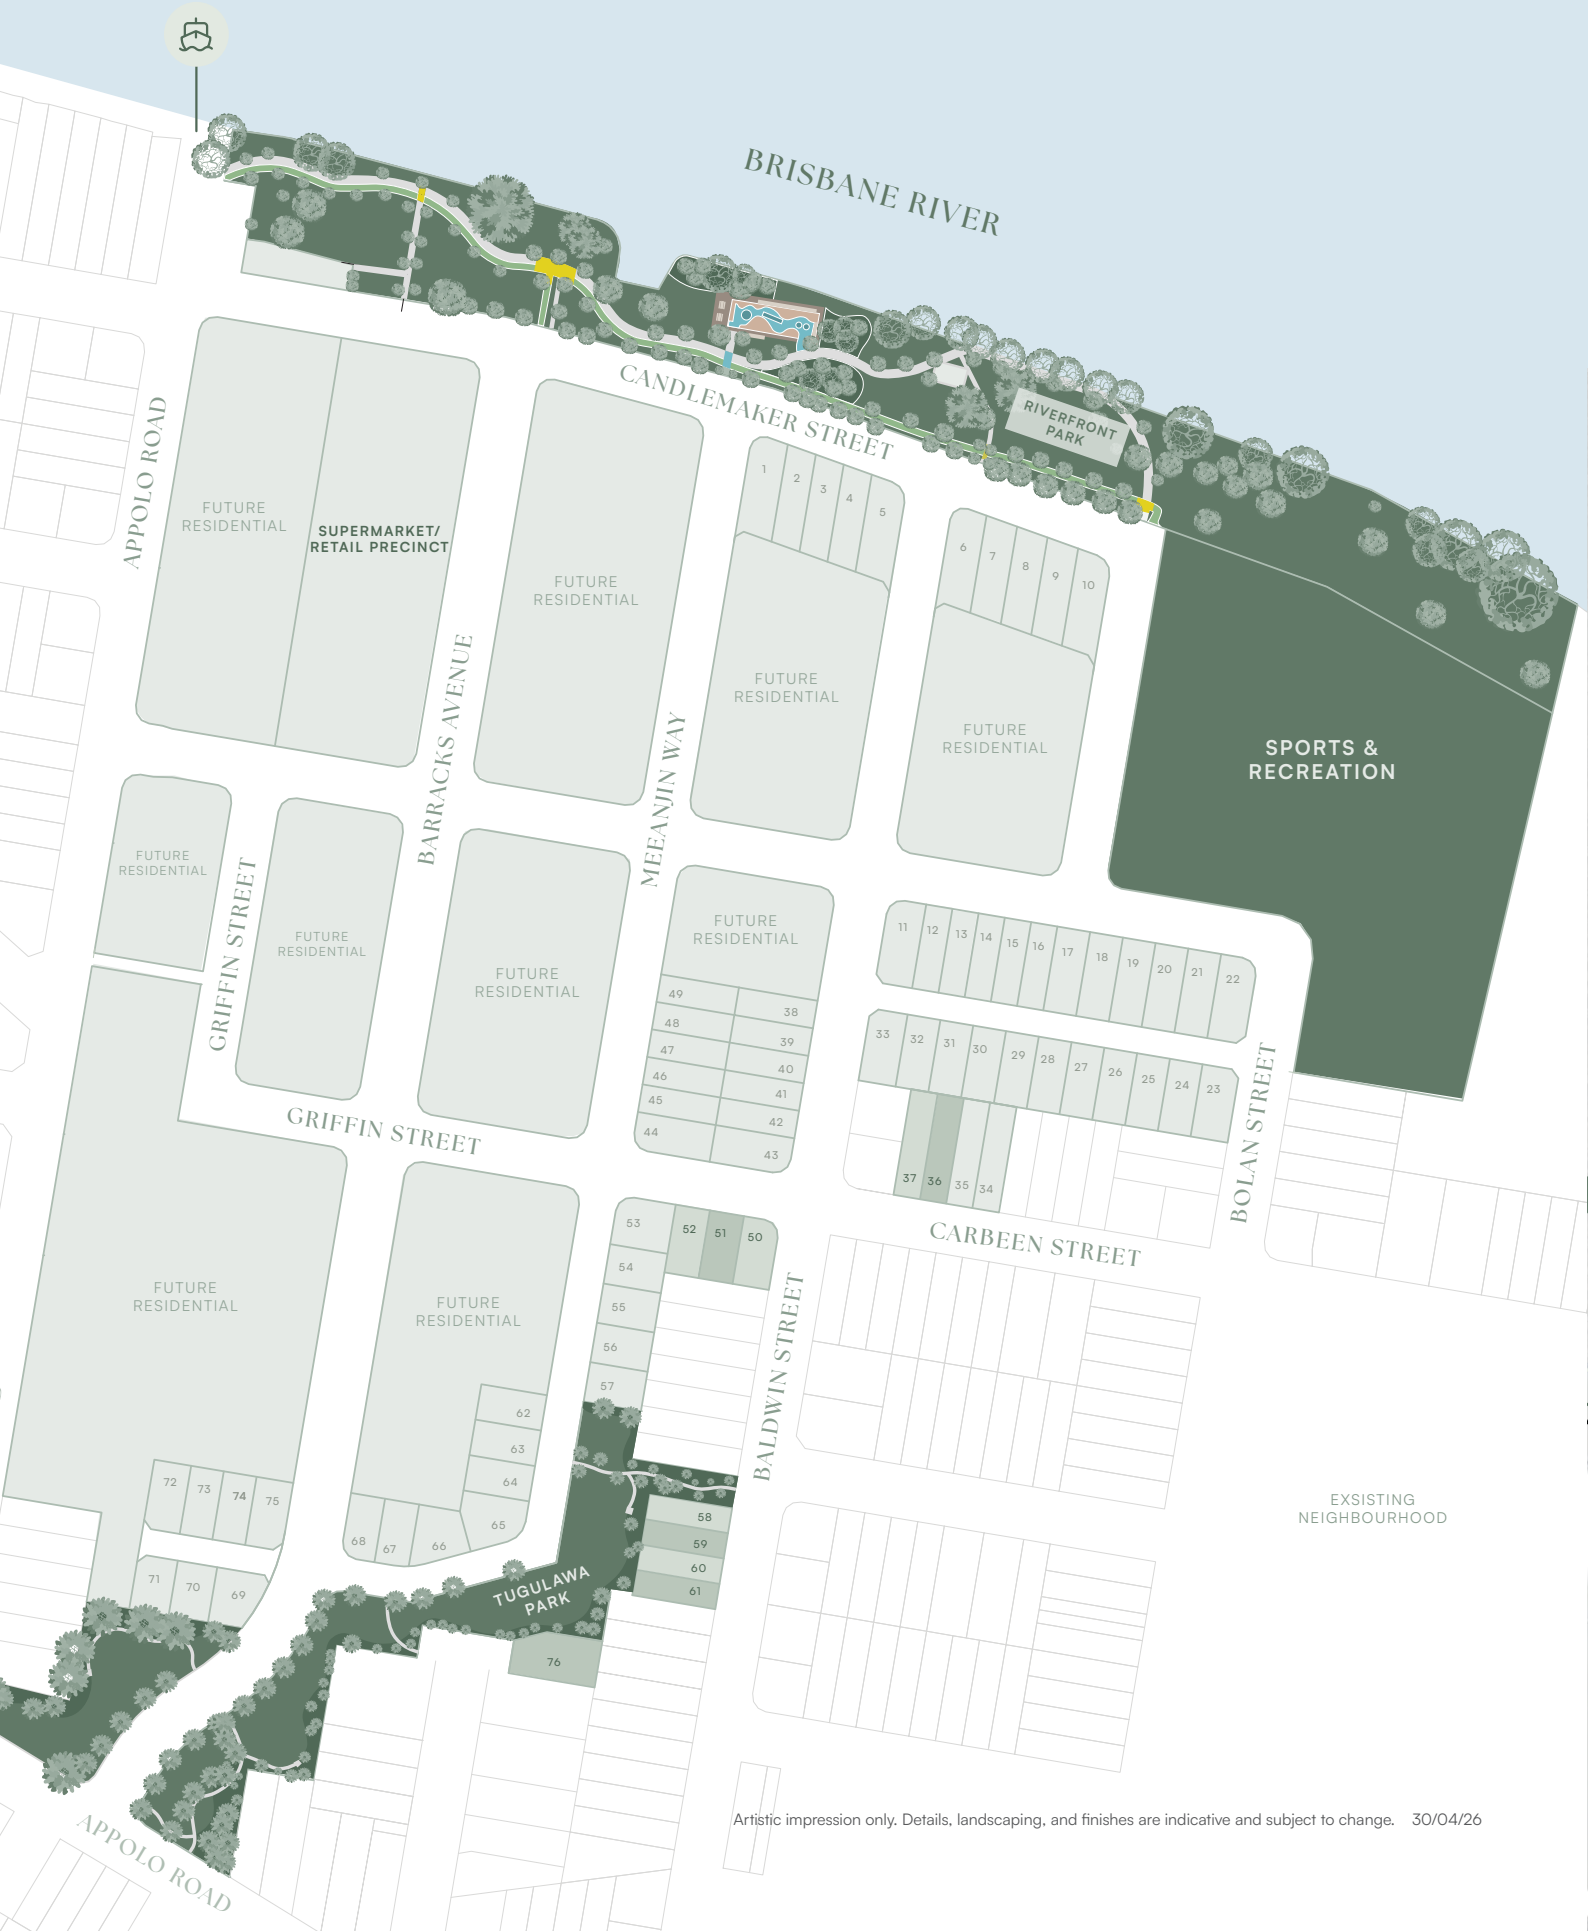 BRISBANE RIVER
CANDLEMAKER STREET
RIVERFRONT
PARK
APPOLO ROAD
FUTURE
RESIDENTIAL
SUPERMARKET/
RETAIL PRECINCT
FUTURE
RESIDENTIAL
1
2
3
4
5
6
7
8
9
10
FUTURE
RESIDENTIAL
FUTURE
RESIDENTIAL
SPORTS &
RECREATION
BARRACKS AVENUE
MEEANJIN WAY
FUTURE
RESIDENTIAL
GRIFFIN STREET
FUTURE
RESIDENTIAL
FUTURE
RESIDENTIAL
FUTURE
RESIDENTIAL
11
12
13
14
15
16
17
18
19
20
21
22
33
32
31
30
29
28
27
26
25
24
23
49
38
48
39
47
40
46
41
45
42
44
43
37
36
35
34
BOLAN STREET
GRIFFIN STREET
CARBEEN STREET
53
52
51
50
54
55
56
57
BALDWIN STREET
FUTURE
RESIDENTIAL
FUTURE
RESIDENTIAL
62
63
64
65
66
67
68
72
73
74
75
71
70
69
58
59
60
61
TUGULAWA
PARK
76
EXSISTING
NEIGHBOURHOOD
APPOLO ROAD
Artistic impression only. Details, landscaping, and finishes are indicative and subject to change. 30/04/26